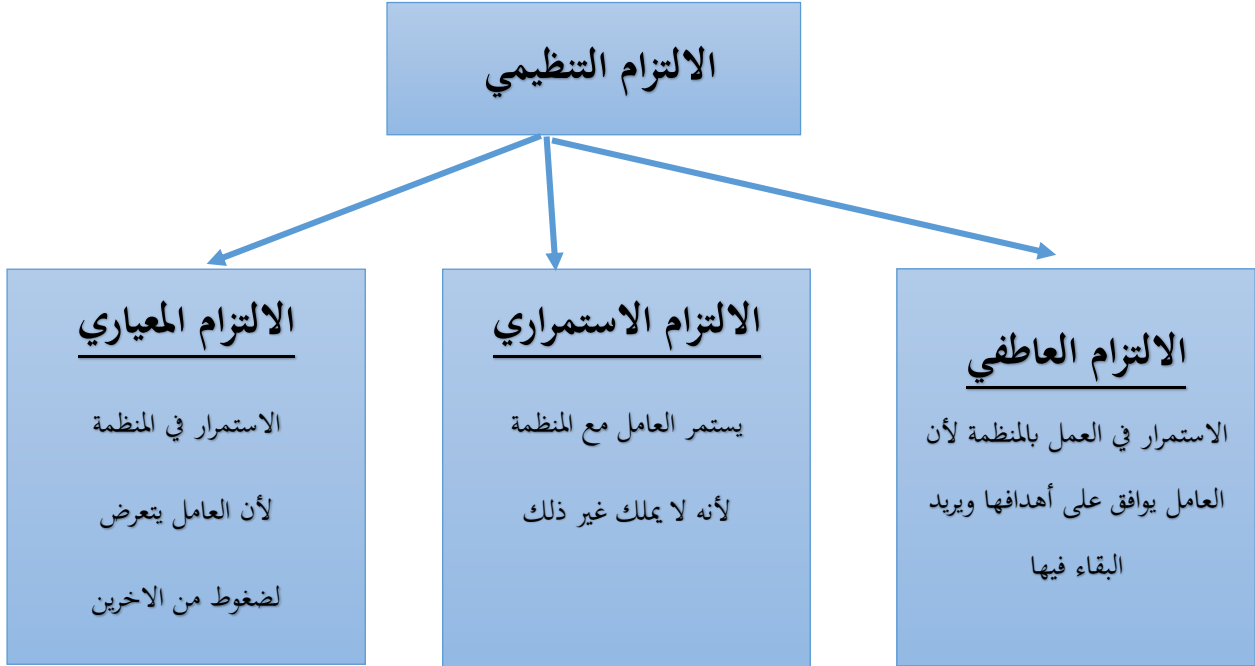 الالتزام التنظيمي
الالتزام العاطفي
الاستمرار في العمل بالمنظمة لأن
العامل يوافق على أهدافها ويريد
البقاء فيها
الالتزام الاستمراري
يستمر العامل مع المنظمة
لأنه لا يملك غير ذلك
الالتزام المعياري
الاستمرار في المنظمة
لأن العامل يتعرض
لضغوط من الاخرين